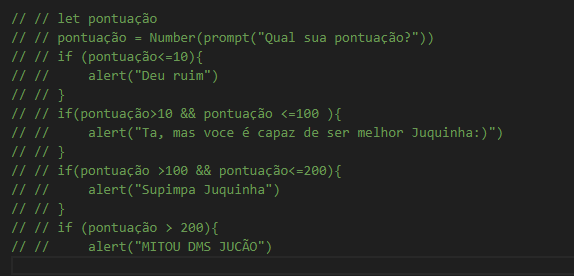 // // let pontuação
// // pontuação = Number(prompt("Qual sua pontuação?"))
// // if (pontuação<=10){
// //     alert("Deu ruim")
// // }
// // if(pontuação>10 && pontuação <=100 ){
// //     alert("Ta, mas voce é capaz de ser melhor Juquinha:)")
// // }
// // if(pontuação >100 && pontuação<=200){
// //     alert("Supimpa Juquinha")
// // }
// // if (pontuação > 200){
// //     alert("MITOU DMS JUCÃO")